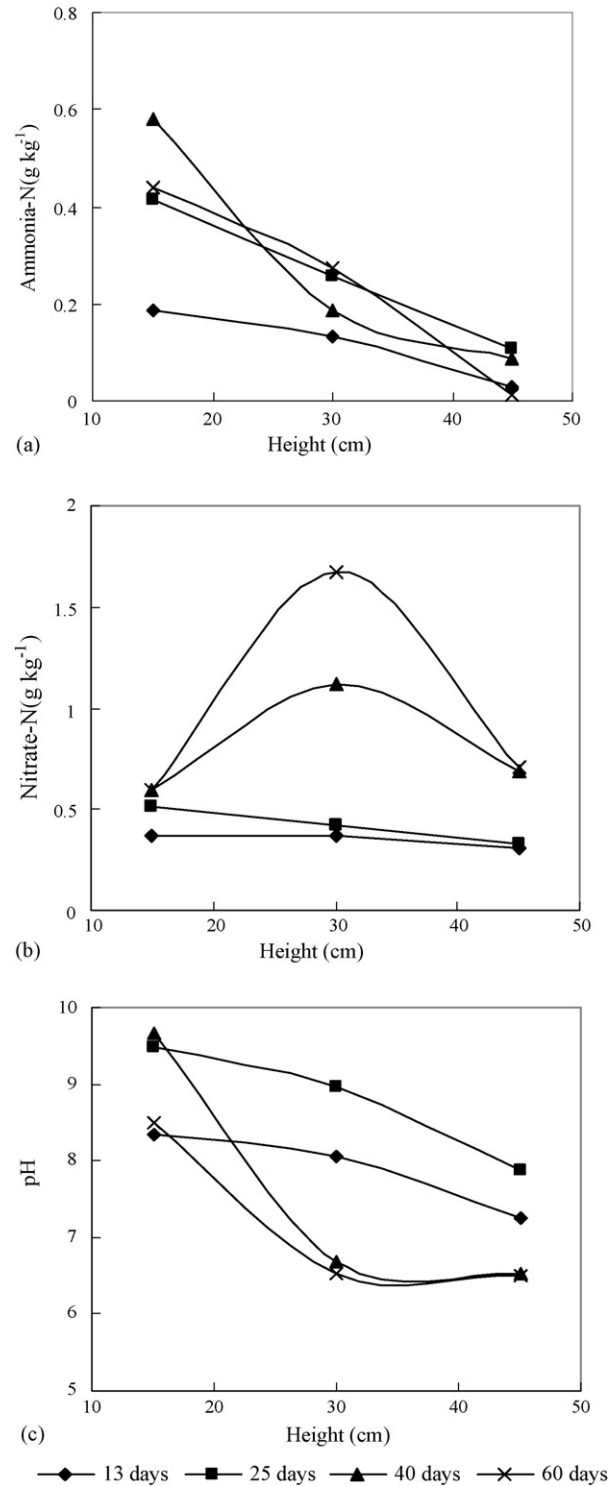 0.8
0.6
0.4
0.2
0
Ammonia-N(g kg⁻¹)
10 20 30 40 50
(a) Height (cm)
2
1.5
1
0.5
0
Nitrate-N(g kg⁻¹)
10 20 30 40 50
(b) Height (cm)
10
9
8
7
6
5
pH
10 20 30 40 50
(c) Height (cm)
13 days 25 days 40 days 60 days